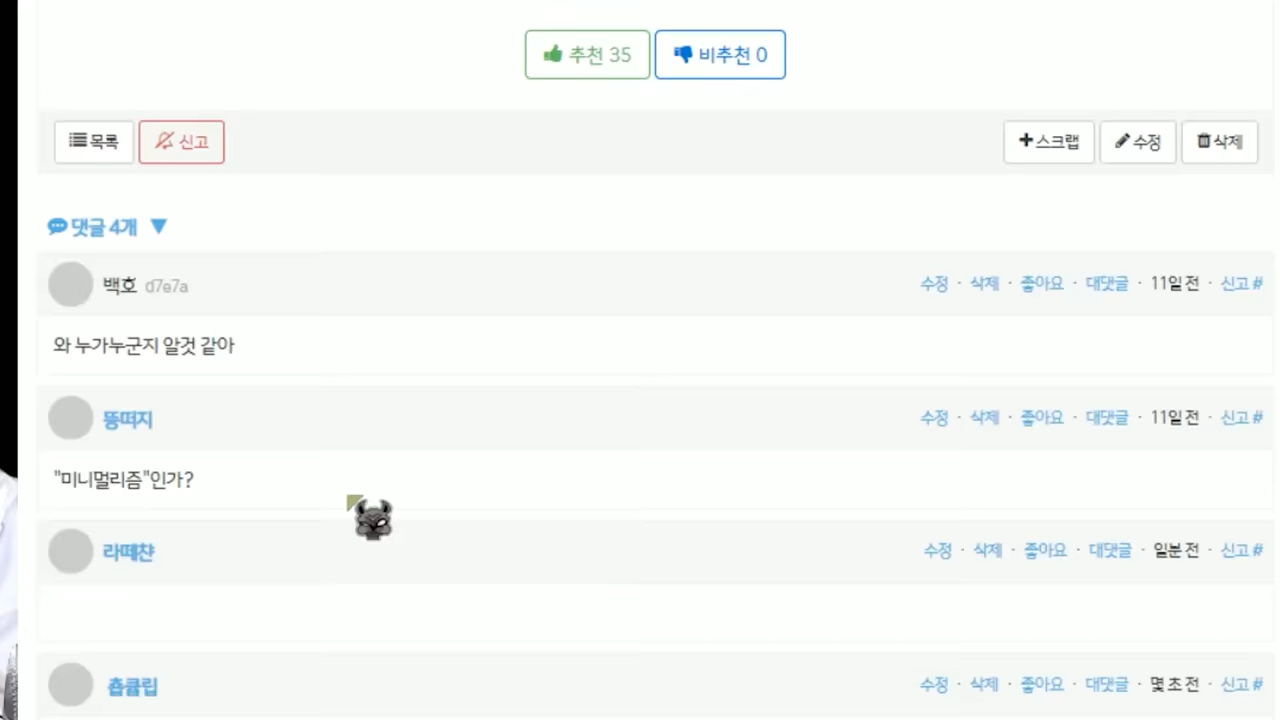 추천 35 비추천 0
목록 신고 스크랩 수정 삭제
댓글 4개 ▼
백호 d7e7a 수정 · 삭제 · 좋아요 · 대댓글 · 11일 전 · 신고 #
와 누가누군지 알것 같아
뚱떠지 수정 · 삭제 · 좋아요 · 대댓글 · 11일 전 · 신고 #
"미니멀리즘"인가?
라떼챤 수정 · 삭제 · 좋아요 · 대댓글 · 일분 전 · 신고 #
춉큘립 수정 · 삭제 · 좋아요 · 대댓글 · 몇 초 전 · 신고 #